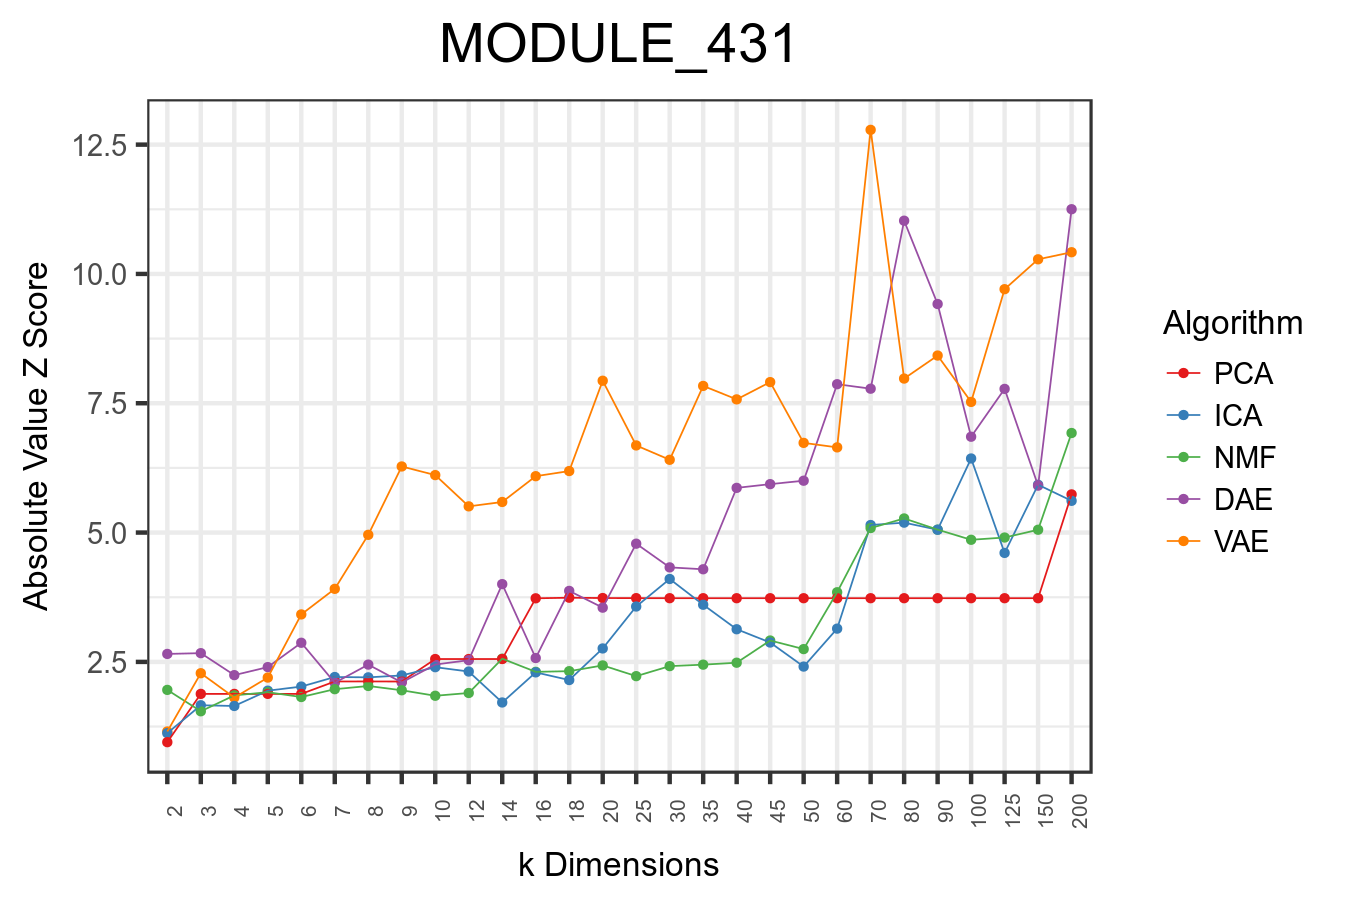 MODULE_431
Absolute Value Z Score
12.5
10.0
7.5
5.0
2.5
2 3 4 5 6 7 8 9 10 12 14 16 18 20 25 30 35 40 45 50 60 70 80 90 100 125 150 200
k Dimensions
Algorithm
PCA
ICA
NMF
DAE
VAE